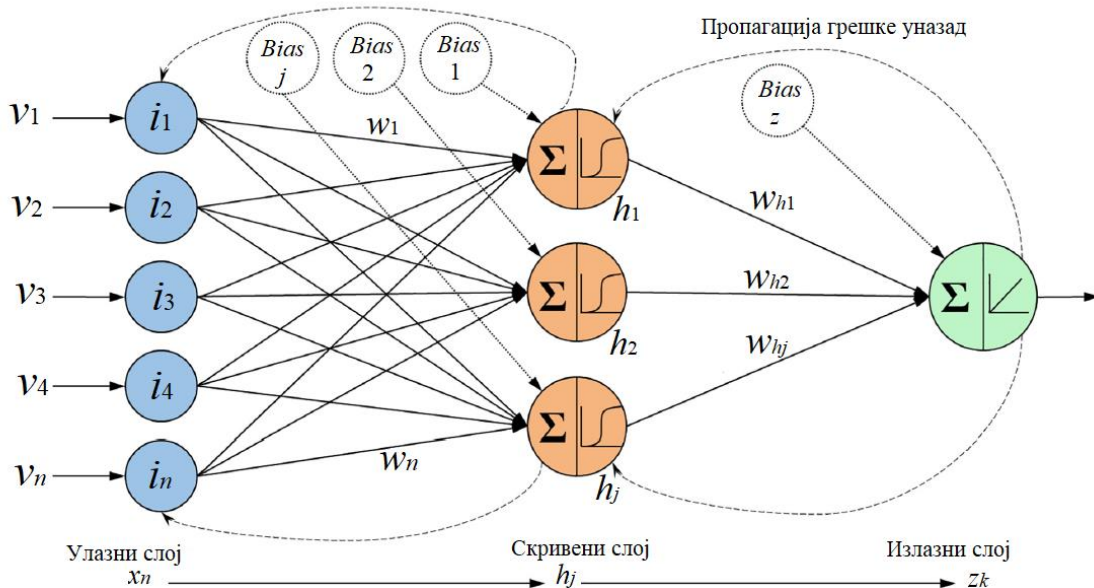 Пропагација грешке уназад
Bias
j
Bias
2
Bias
1
Bias
z
v1
i1
w1
Σ
h1
wh1
v2
i2
v3
i3
Σ
h2
wh2
Σ
v4
i4
whj
vn
in
wn
Σ
hj
Улазни слој
xn
Скривени слој
hj
Излазни слој
zk